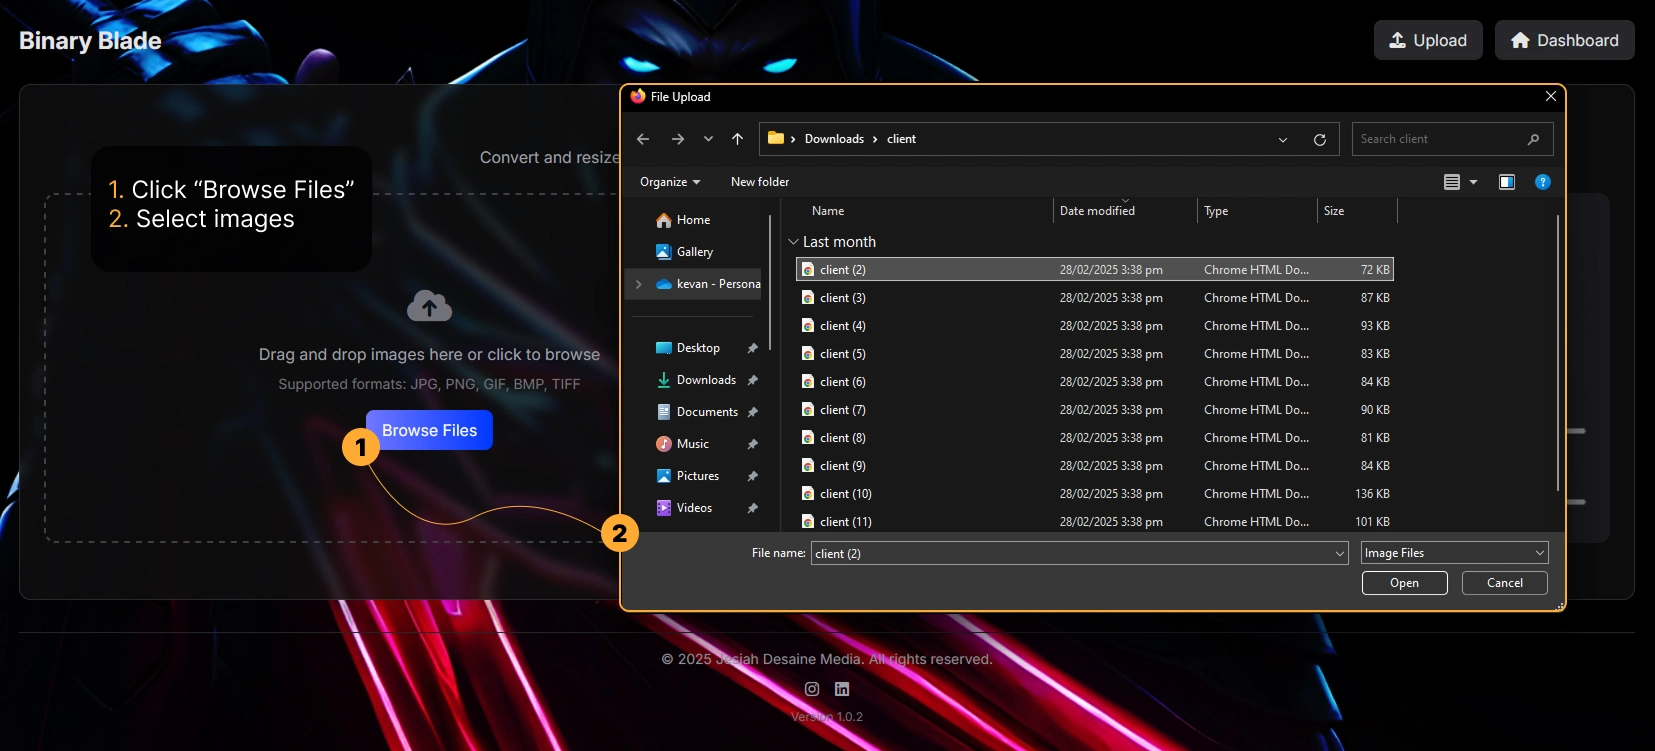 Binary Blade
Upload
Dashboard
Convert and resize
1. Click “Browse Files”
2. Select images
Drag and drop images here or click to browse
Supported formats: JPG, PNG, GIF, BMP, TIFF
Browse Files
1
2
File Upload
Downloads
client
Search client
Organize
New folder
?
Home
Gallery
kevan - Persona
Desktop
Downloads
Documents
Music
Pictures
Videos
Name Date modified Type Size
Last month
client (2) 28/02/2025 3:38 pm Chrome HTML Do... 72 KB
client (3) 28/02/2025 3:38 pm Chrome HTML Do... 87 KB
client (4) 28/02/2025 3:38 pm Chrome HTML Do... 93 KB
client (5) 28/02/2025 3:38 pm Chrome HTML Do... 83 KB
client (6) 28/02/2025 3:38 pm Chrome HTML Do... 84 KB
client (7) 28/02/2025 3:38 pm Chrome HTML Do... 90 KB
client (8) 28/02/2025 3:38 pm Chrome HTML Do... 81 KB
client (9) 28/02/2025 3:38 pm Chrome HTML Do... 84 KB
client (10) 28/02/2025 3:38 pm Chrome HTML Do... 136 KB
client (11) 28/02/2025 3:38 pm Chrome HTML Do... 101 KB
File name: client (2)
Image Files
Open
Cancel
© 2025 Josiah Desaine Media. All rights reserved.
Version 1.0.2